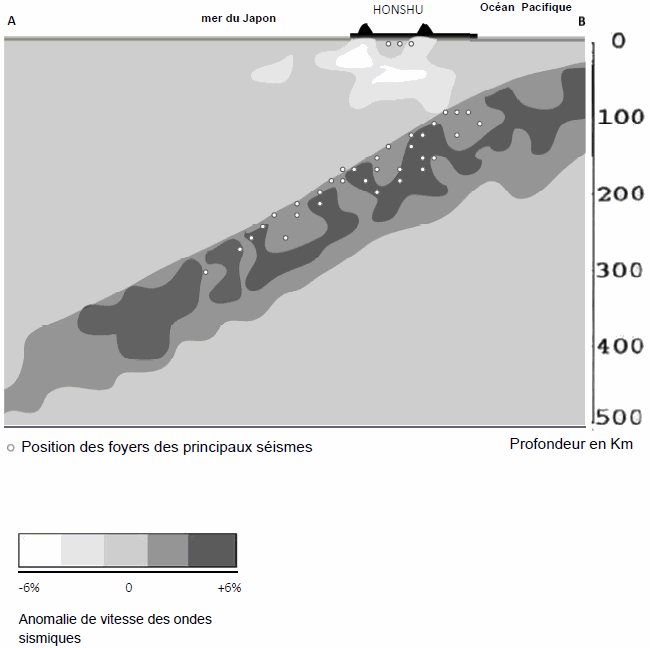 A
mer du Japon
HONSHU
Océan Pacifique
B
0
100
200
300
400
500
Position des foyers des principaux séismes
Profondeur en Km
-6% 0 +6%
Anomalie de vitesse des ondes
sismiques